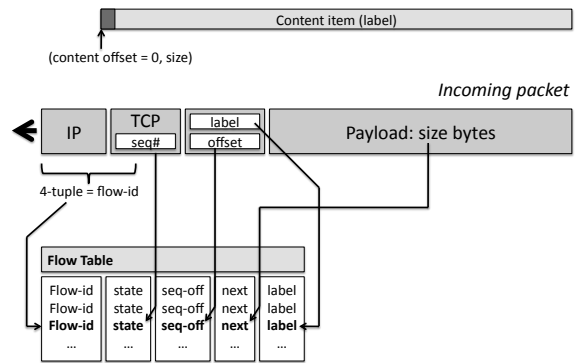 Content item (label)
(content offset = 0, size)
Incoming packet
IP
TCP
seq#
label
offset
Payload: size bytes
4-tuple = flow-id
Flow Table
Flow-id state seq-off next label
Flow-id state seq-off next label
Flow-id state seq-off next label
... ... ... ... ...